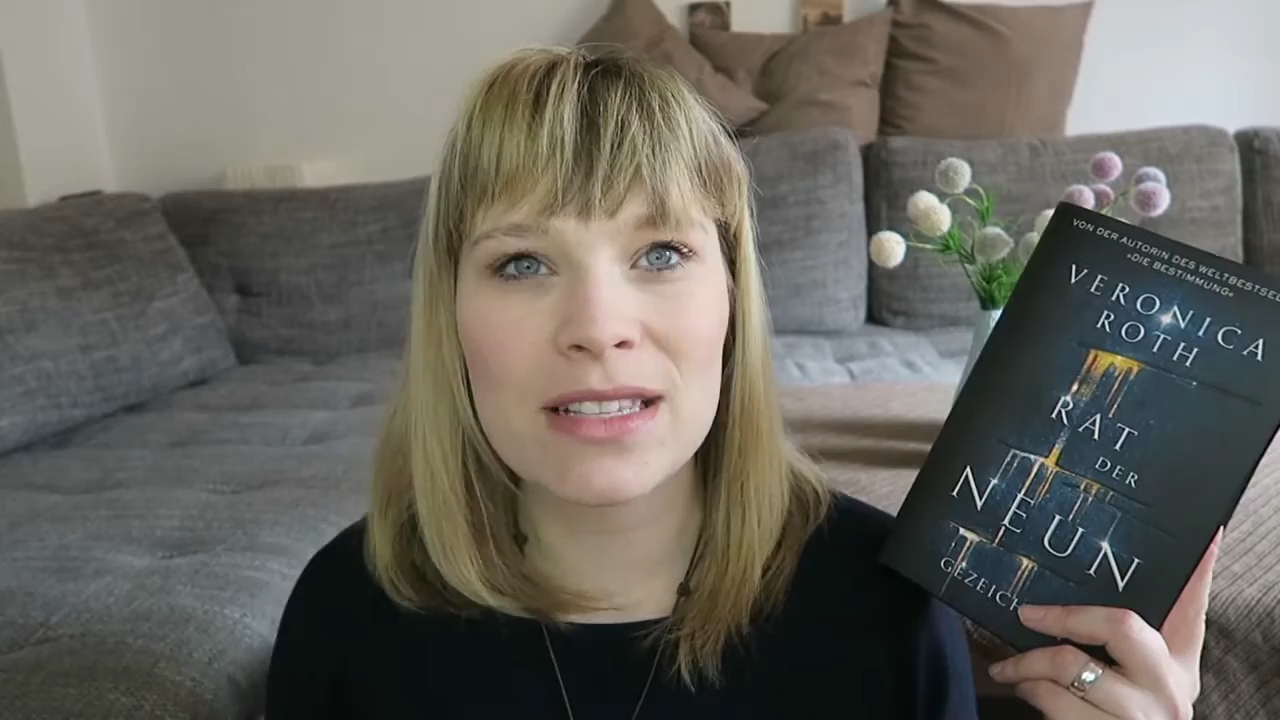 VON DER AUTORIN DES WELTBESTSEL
»DIE BESTIMMUNG«
VERONICA
ROTH
RAT
DER
NEUN
GEZEICH